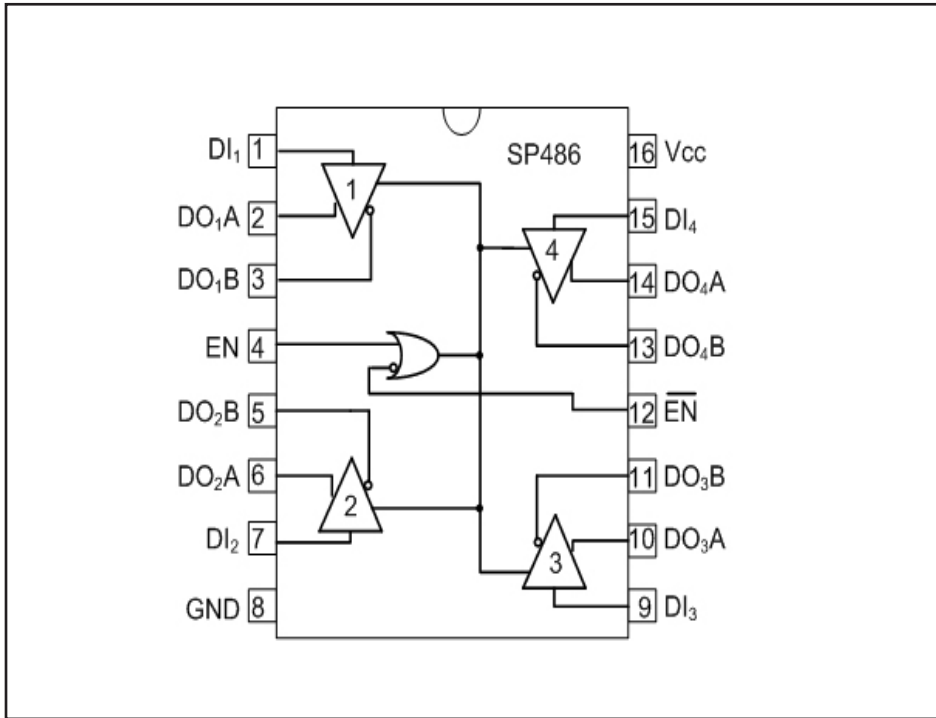 SP486
DI₁ 1
DO₁A 2
DO₁B 3
EN 4
DO₂B 5
DO₂A 6
DI₂ 7
GND 8
16 Vcc
15 DI₄
14 DO₄A
13 DO₄B
12 E̅N̅
11 DO₃B
10 DO₃A
9 DI₃
1
4
2
3